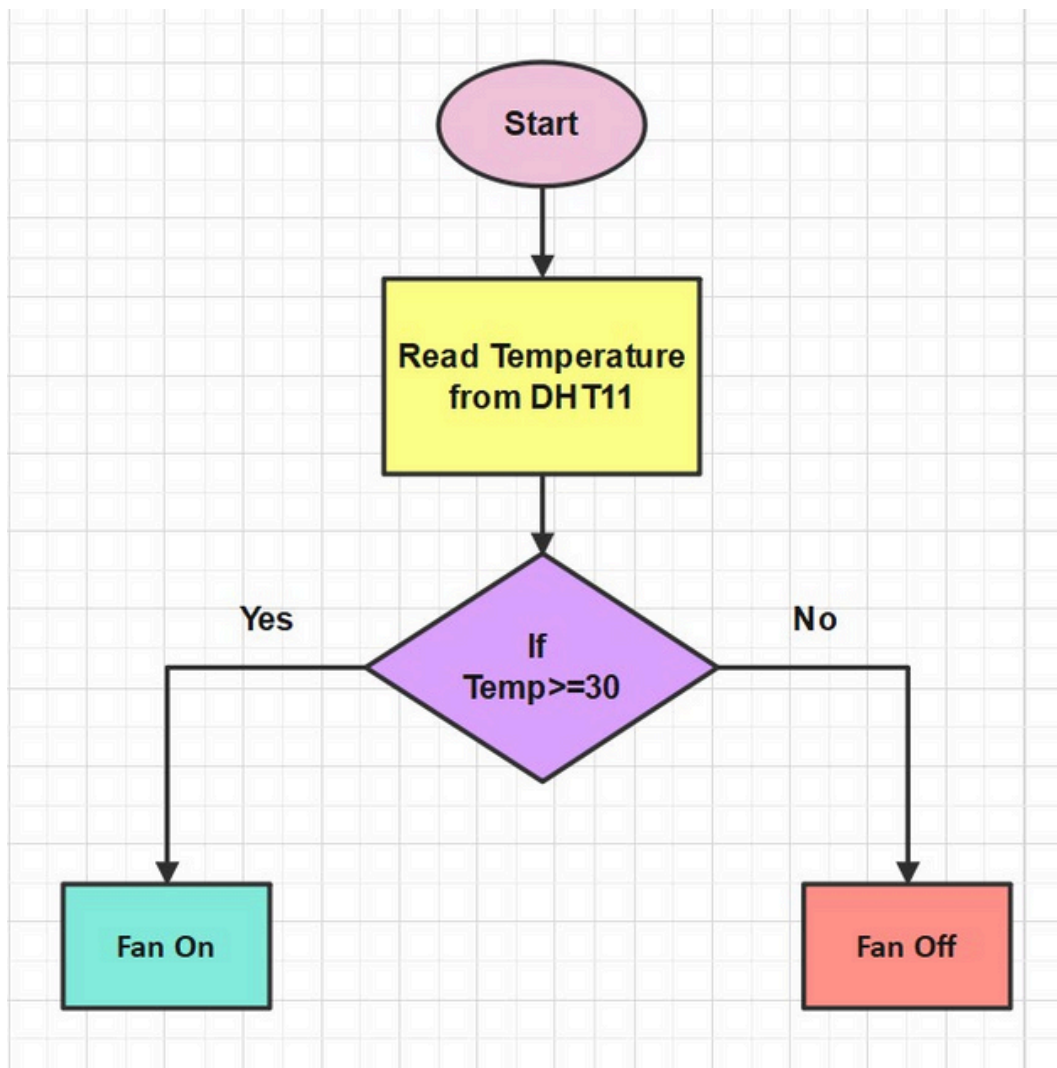 Start
Read Temperature
from DHT11
Yes
No
If
Temp>=30
Fan On
Fan Off